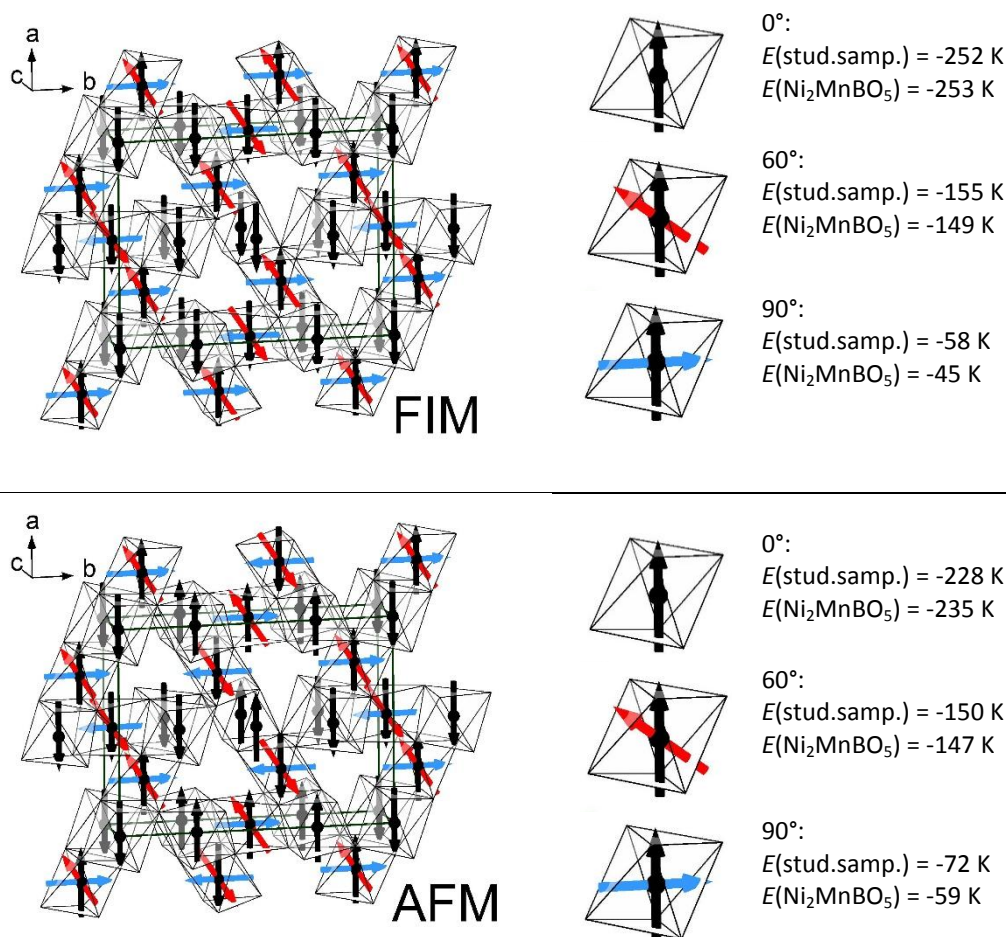 a
c b
FIM
0°:
E(stud.samp.) = -252 K
E(Ni₂MnBO₅) = -253 K
60°:
E(stud.samp.) = -155 K
E(Ni₂MnBO₅) = -149 K
90°:
E(stud.samp.) = -58 K
E(Ni₂MnBO₅) = -45 K
a
c b
AFM
0°:
E(stud.samp.) = -228 K
E(Ni₂MnBO₅) = -235 K
60°:
E(stud.samp.) = -150 K
E(Ni₂MnBO₅) = -147 K
90°:
E(stud.samp.) = -72 K
E(Ni₂MnBO₅) = -59 K